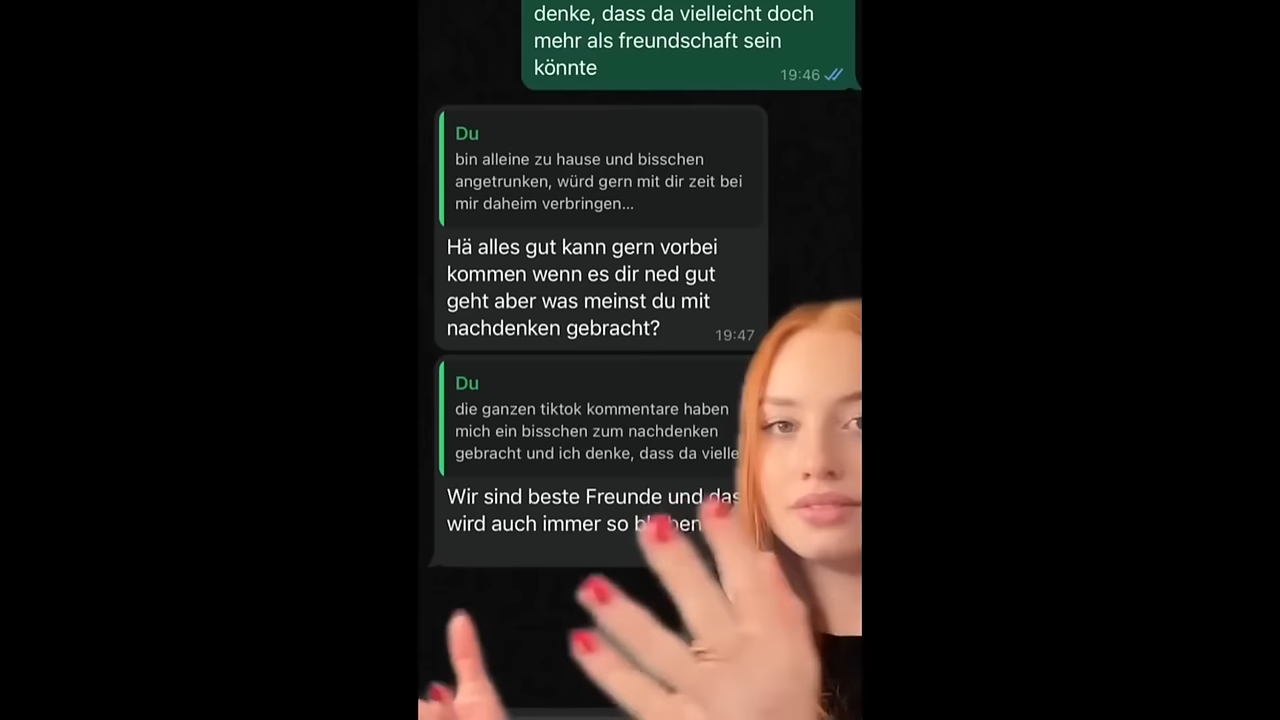 denke, dass da vielleicht doch
mehr als freundschaft sein
könnte
19:46
Du
bin alleine zu hause und bisschen
angetrunken, würd gern mit dir zeit bei
mir daheim verbringen...
Hä alles gut kann gern vorbei
kommen wenn es dir ned gut
geht aber was meinst du mit
nachdenken gebracht?
19:47
Du
die ganzen tiktok kommentare haben
mich ein bisschen zum nachdenken
gebracht und ich denke, dass da vielle
Wir sind beste Freunde und das
wird auch immer so